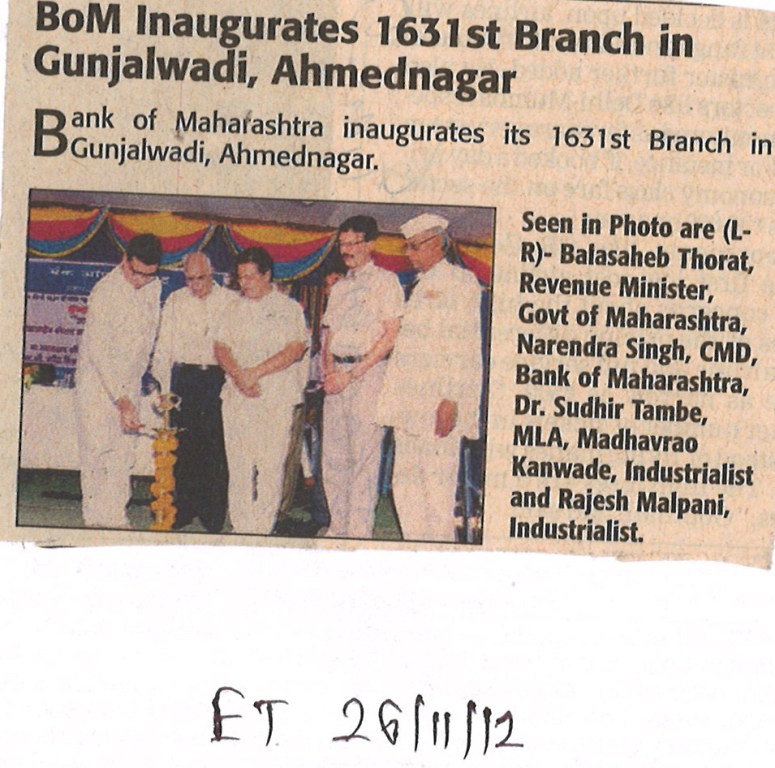 BoM Inaugurates 1631st Branch in
Gunjalwadi, Ahmednagar
Bank of Maharashtra inaugurates its 1631st Branch in
Gunjalwadi, Ahmednagar.
Seen in Photo are (L-
R)- Balasaheb Thorat,
Revenue Minister,
Govt of Maharashtra,
Narendra Singh, CMD,
Bank of Maharashtra,
Dr. Sudhir Tambe,
MLA, Madhavrao
Kanwade, Industrialist
and Rajesh Malpani,
Industrialist.
ET 26/11/12